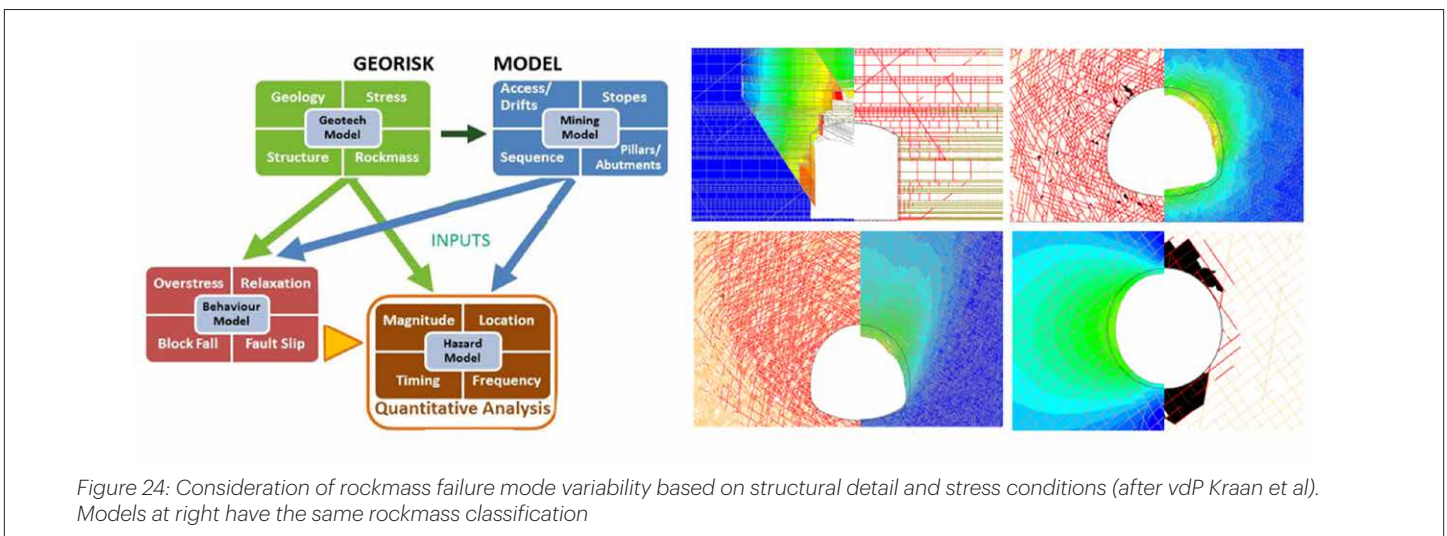 GEORISK MODEL
Geology Stress
Geotech
Model
Structure Rockmass
Access/
Drifts Stopes
Mining
Model
Sequence Pillars/
Abutments
INPUTS
Overstress Relaxation
Behaviour
Model
Block Fall Fault Slip
Magnitude Location
Hazard
Model
Timing Frequency
Quantitative Analysis
Figure 24: Consideration of rockmass failure mode variability based on structural detail and stress conditions (after vdP Kraan et al).
Models at right have the same rockmass classification